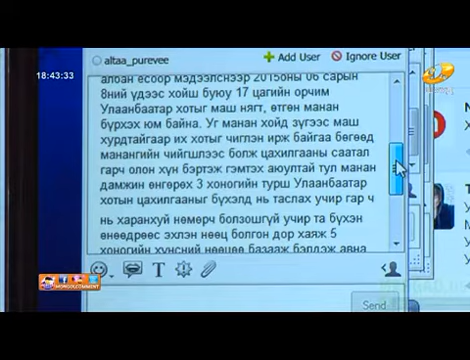 altaa_purevee
Add User
Ignore User
18:43:33
албан ёсоор мэдээлснээр 2015оны 06 сарын
8ний үдээс хойш буюу 17 цагийн орчим
Улаанбаатар хотыг маш нягт, өтгөн манан
бүрхэх юм байна. Уг манан хойд зүгээс маш
хурдтайгаар их хотыг чиглэн ирж байгаа бөгөөд
манангийн чийгшлээс болж цахилгааны саатал
гарч олон хүн бэртэж гэмтэх аюултай тул манан
дамжин өнгөрөх 3 хоногийн турш Улаанбаатар
хотын цахилгааныг бүхэлд нь таслах учир гар ч
нь харанхуй нөмөрч болзошгүй учир та бүхэн
өнөөдрөөс эхлэн нөөц болгон дор хаяж 5
хоногийн хүнсний нөөцөө базааж бэлдэж авна
Send